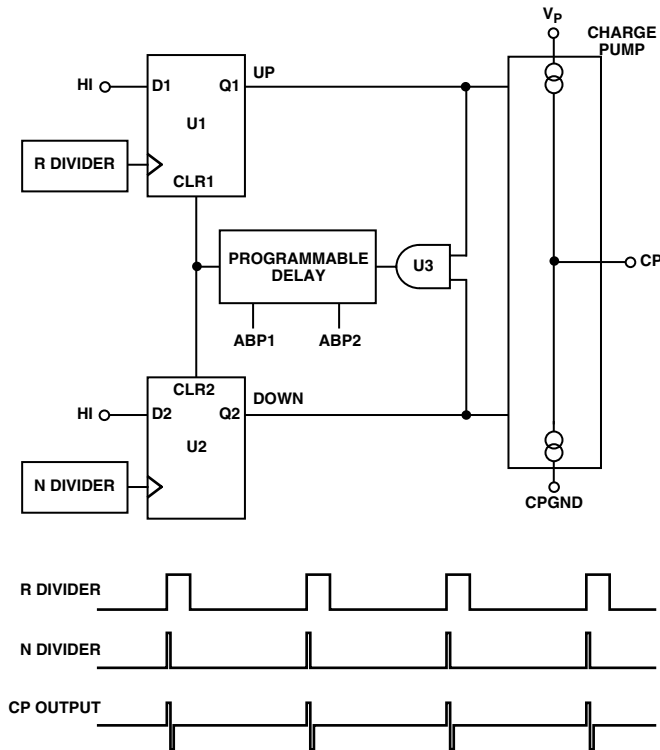 VP
CHARGE
PUMP
UP
HI
D1
Q1
U1
R DIVIDER
CLR1
PROGRAMMABLE
DELAY
U3
CP
ABP1
ABP2
CLR2
DOWN
HI
D2
Q2
U2
N DIVIDER
CPGND
R DIVIDER
N DIVIDER
CP OUTPUT